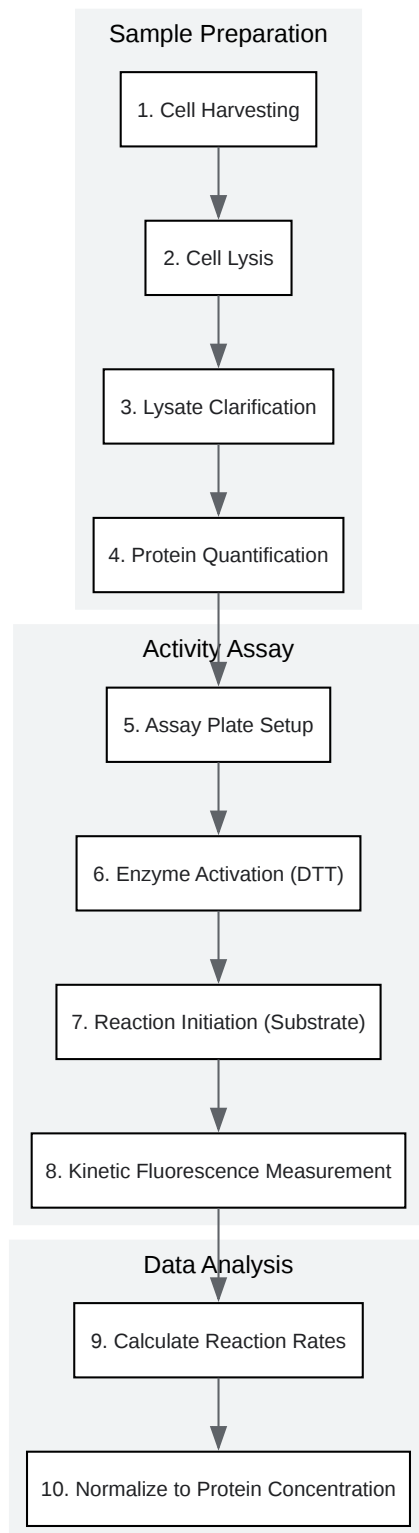 Sample Preparation
1. Cell Harvesting
2. Cell Lysis
3. Lysate Clarification
4. Protein Quantification
Activity Assay
5. Assay Plate Setup
6. Enzyme Activation (DTT)
7. Reaction Initiation (Substrate)
8. Kinetic Fluorescence Measurement
Data Analysis
9. Calculate Reaction Rates
10. Normalize to Protein Concentration